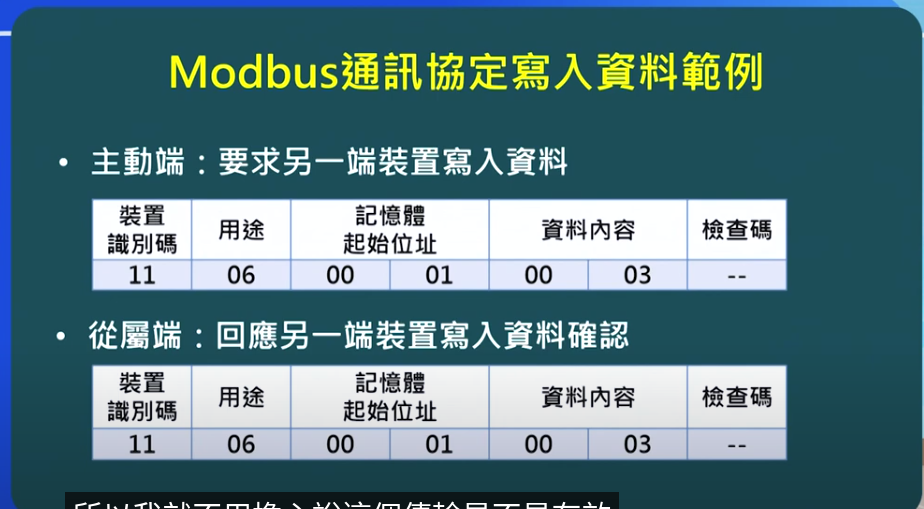 Modbus通訊協定寫入資料範例
• 主動端：要求另一端裝置寫入資料
裝置識別碼 用途 記憶體起始位址 資料內容 檢查碼
11 06 00 01 00 03 --
• 從屬端：回應另一端裝置寫入資料確認
裝置識別碼 用途 記憶體起始位址 資料內容 檢查碼
11 06 00 01 00 03 --